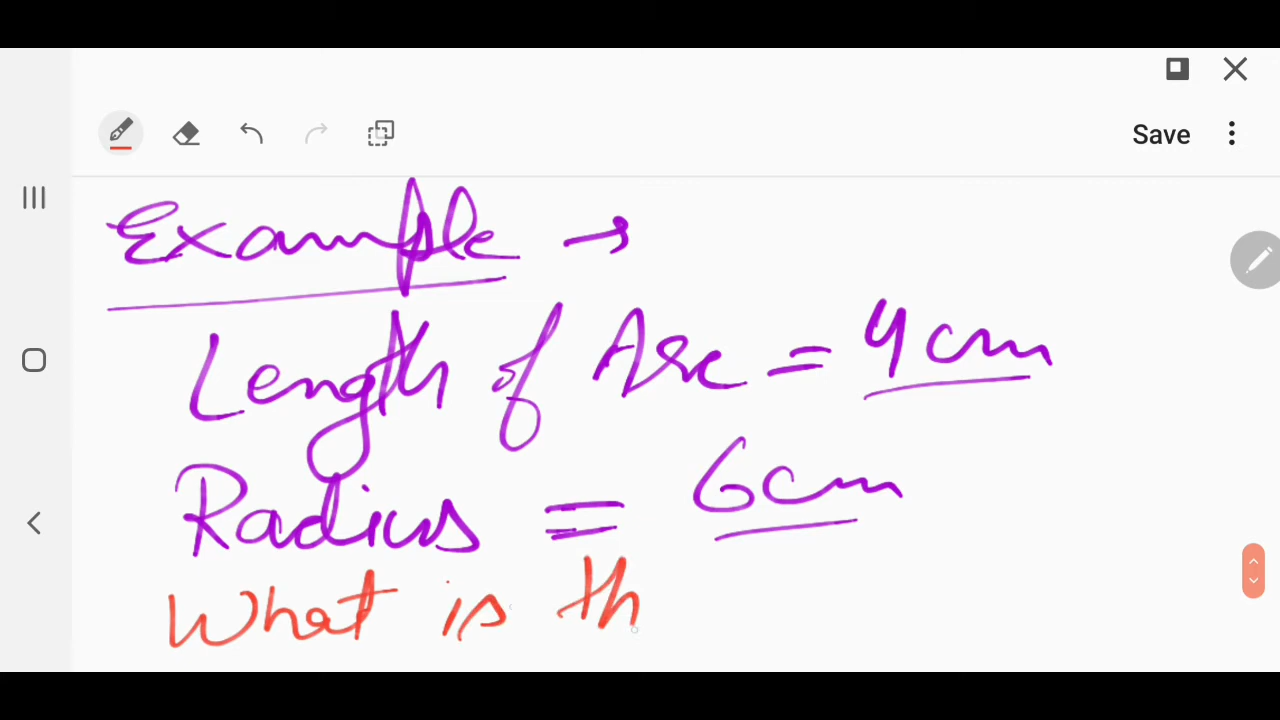 Save
Example →
Length of Arc = 4cm
Radius = 6cm
What is th